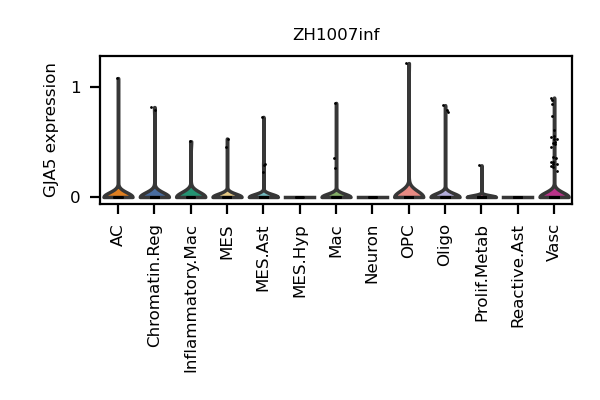 ZH1007inf
GJA5 expression
1
0
AC
Chromatin.Reg
Inflammatory.Mac
MES
MES.Ast
MES.Hyp
Mac
Neuron
OPC
Oligo
Prolif.Metab
Reactive.Ast
Vasc